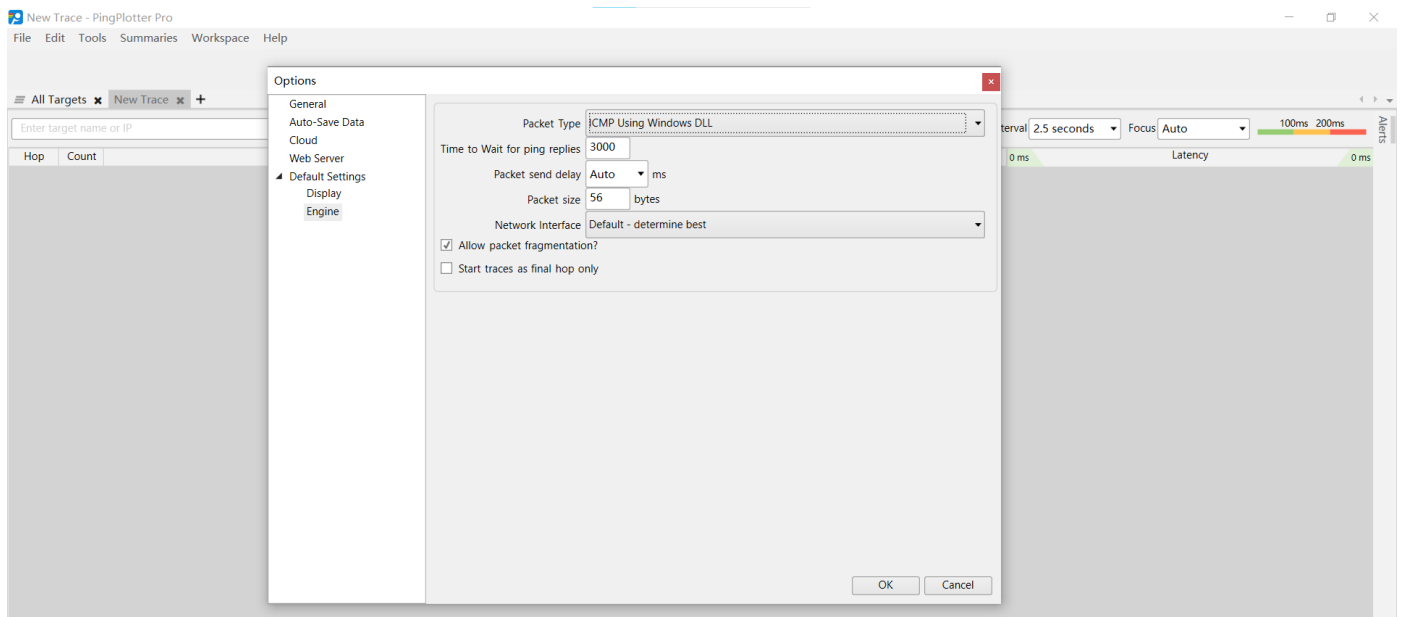 New Trace - PingPlotter Pro
File Edit Tools Summaries Workspace Help
Options
All Targets New Trace +
General
Auto-Save Data
Cloud
Web Server
Default Settings
Display
Engine
Packet Type ICMP Using Windows DLL
Time to Wait for ping replies 3000
Packet send delay Auto ms
Packet size 56 bytes
Network Interface Default - determine best
Allow packet fragmentation?
Start traces as final hop only
OK Cancel
Enter target name or IP
terval 2.5 seconds Focus Auto 100ms 200ms
Alerts
Hop Count
0 ms Latency 0 ms